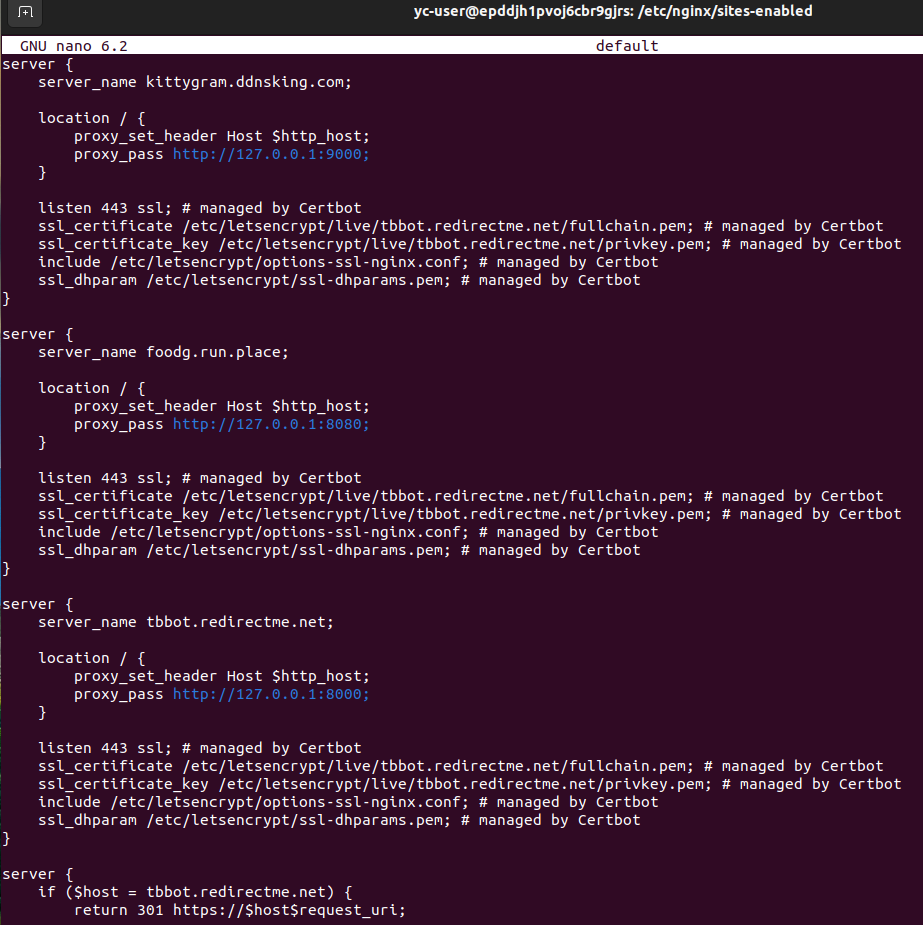 yc-user@epddjh1pvoj6cbr9gjrs: /etc/nginx/sites-enabled
GNU nano 6.2 default
server {
    server_name kittygram.ddnsking.com;

    location / {
        proxy_set_header Host $http_host;
        proxy_pass http://127.0.0.1:9000;
    }

    listen 443 ssl; # managed by Certbot
    ssl_certificate /etc/letsencrypt/live/tbbot.redirectme.net/fullchain.pem; # managed by Certbot
    ssl_certificate_key /etc/letsencrypt/live/tbbot.redirectme.net/privkey.pem; # managed by Certbot
    include /etc/letsencrypt/options-ssl-nginx.conf; # managed by Certbot
    ssl_dhparam /etc/letsencrypt/ssl-dhparams.pem; # managed by Certbot
}

server {
    server_name foodg.run.place;

    location / {
        proxy_set_header Host $http_host;
        proxy_pass http://127.0.0.1:8080;
    }

    listen 443 ssl; # managed by Certbot
    ssl_certificate /etc/letsencrypt/live/tbbot.redirectme.net/fullchain.pem; # managed by Certbot
    ssl_certificate_key /etc/letsencrypt/live/tbbot.redirectme.net/privkey.pem; # managed by Certbot
    include /etc/letsencrypt/options-ssl-nginx.conf; # managed by Certbot
    ssl_dhparam /etc/letsencrypt/ssl-dhparams.pem; # managed by Certbot
}

server {
    server_name tbbot.redirectme.net;

    location / {
        proxy_set_header Host $http_host;
        proxy_pass http://127.0.0.1:8000;
    }

    listen 443 ssl; # managed by Certbot
    ssl_certificate /etc/letsencrypt/live/tbbot.redirectme.net/fullchain.pem; # managed by Certbot
    ssl_certificate_key /etc/letsencrypt/live/tbbot.redirectme.net/privkey.pem; # managed by Certbot
    include /etc/letsencrypt/options-ssl-nginx.conf; # managed by Certbot
    ssl_dhparam /etc/letsencrypt/ssl-dhparams.pem; # managed by Certbot
}

server {
    if ($host = tbbot.redirectme.net) {
        return 301 https://$host$request_uri;